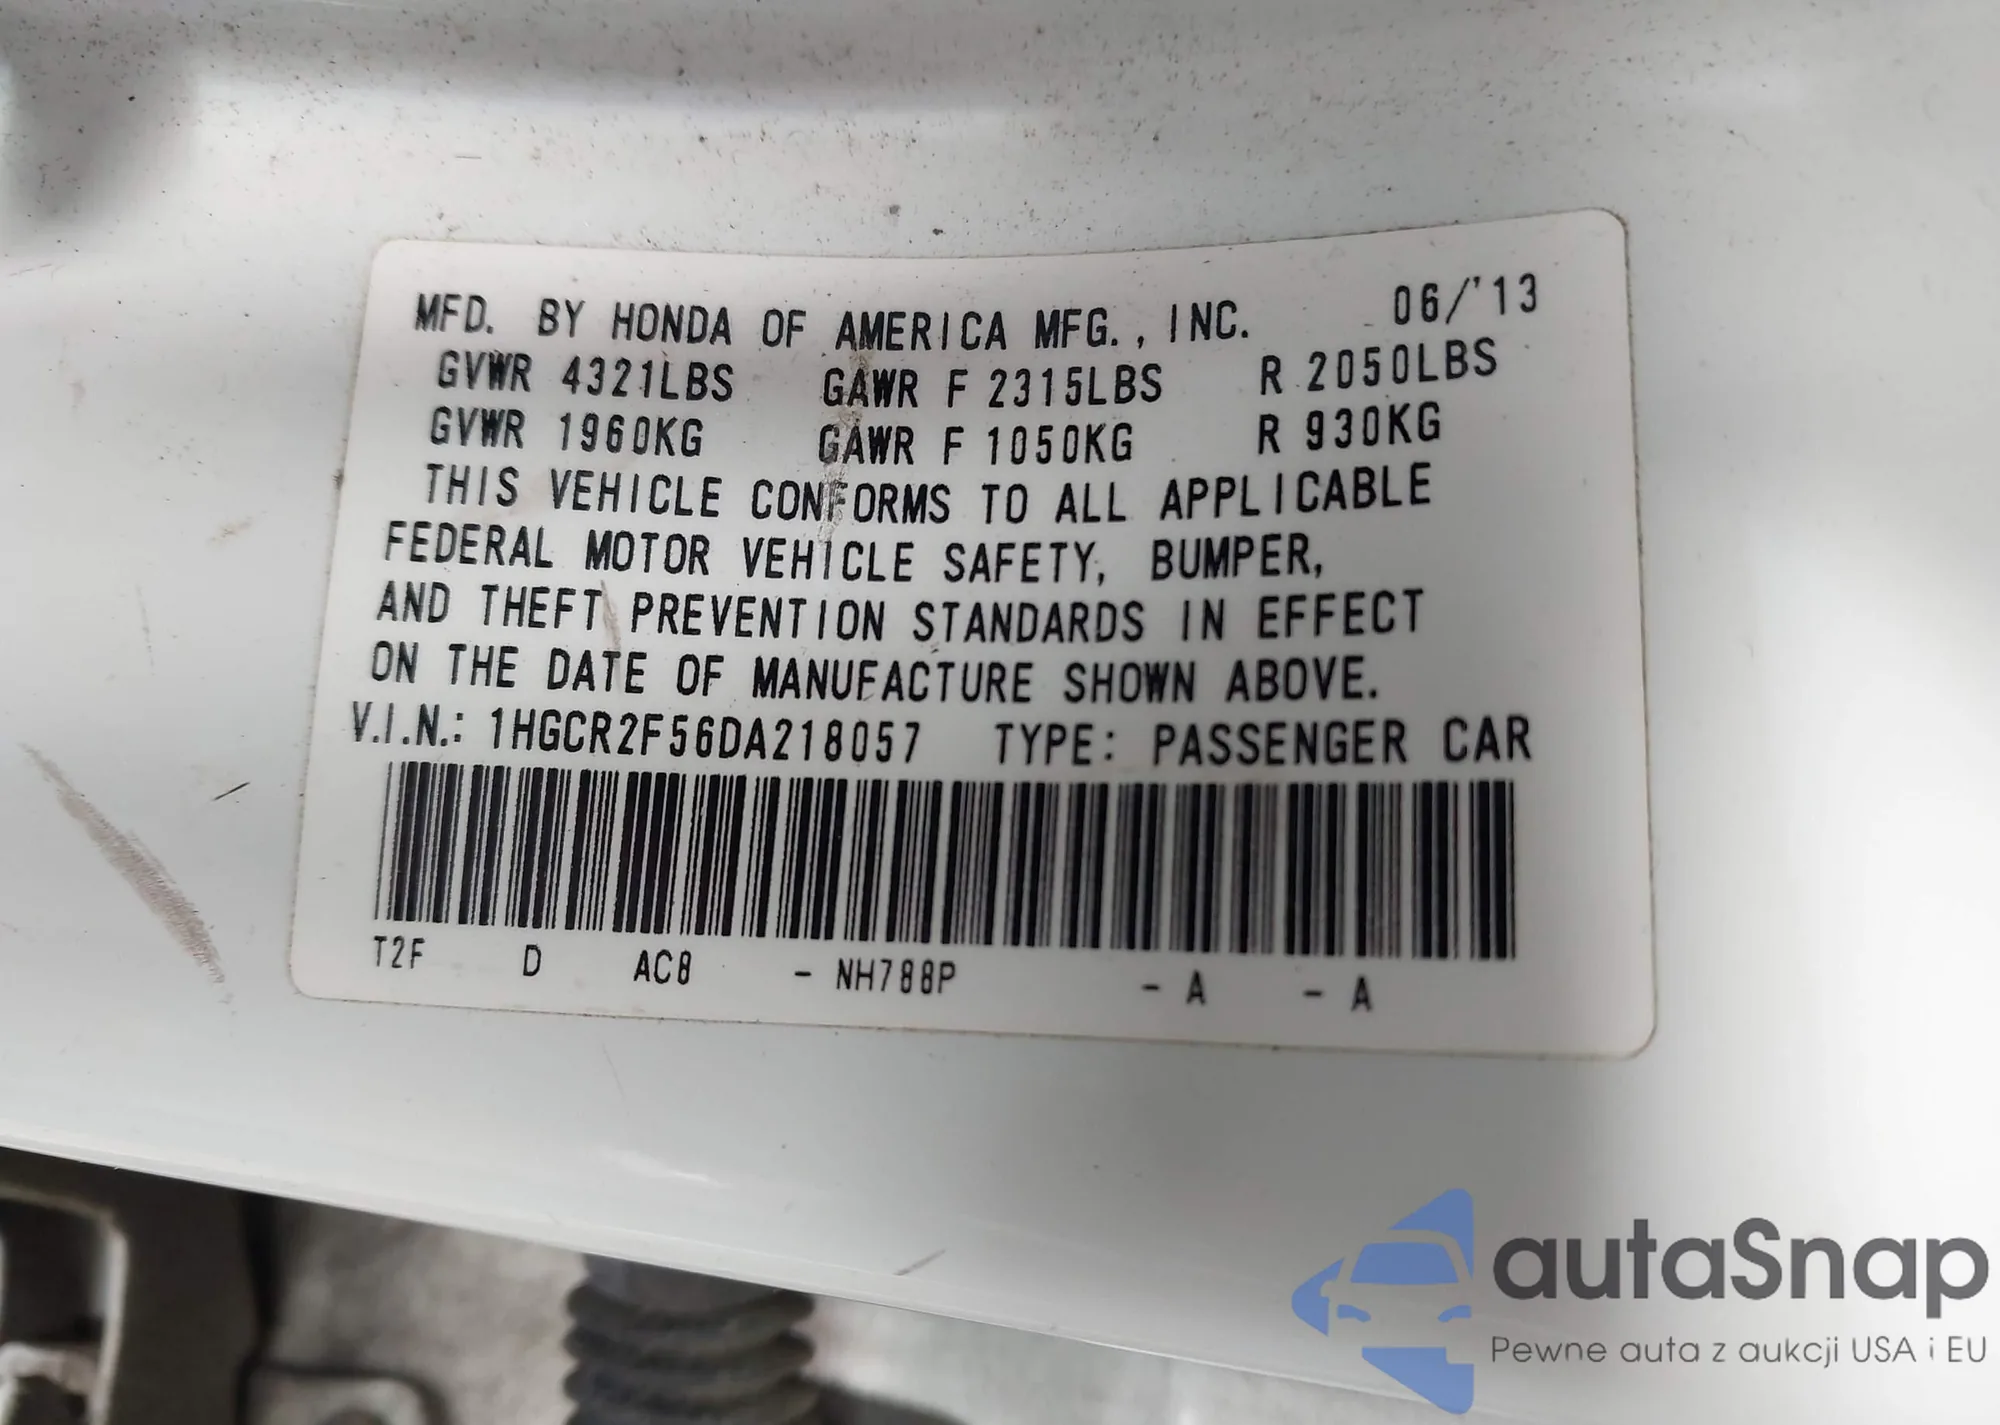 MFD. BY HONDA OF AMERICA MFG., INC. 06/'13
GVWR 4321LBS GAWR F 2315LBS R 2050LBS
GVWR 1960KG GAWR F 1050KG R 930KG
THIS VEHICLE CONFORMS TO ALL APPLICABLE
FEDERAL MOTOR VEHICLE SAFETY, BUMPER,
AND THEFT PREVENTION STANDARDS IN EFFECT
ON THE DATE OF MANUFACTURE SHOWN ABOVE.
V.I.N.: 1HGCR2F56DA218057 TYPE: PASSENGER CAR
T2F D AC8 - NH788P - A - A
autaSnap
Pewne auta z aukcji USA i EU